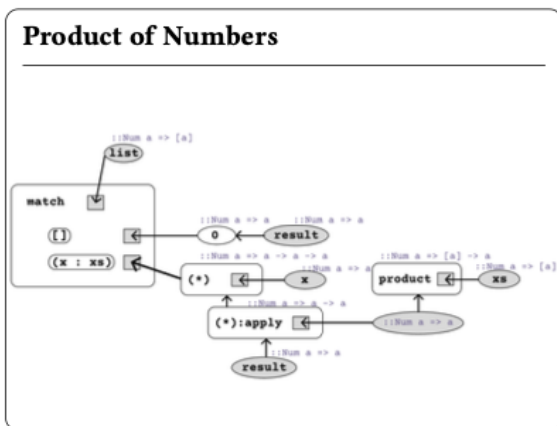 Product of Numbers
::Num a => [a]
list
match
[]
::Num a => a
::Num a => a
0
result
(x : xs)
::Num a => a -> a -> a
(*)
::Num a => a
x
::Num a => [a] -> a
product
::Num a => [a]
xs
::Num a => a -> a
(*):apply
::Num a => a
result
::Num a => a